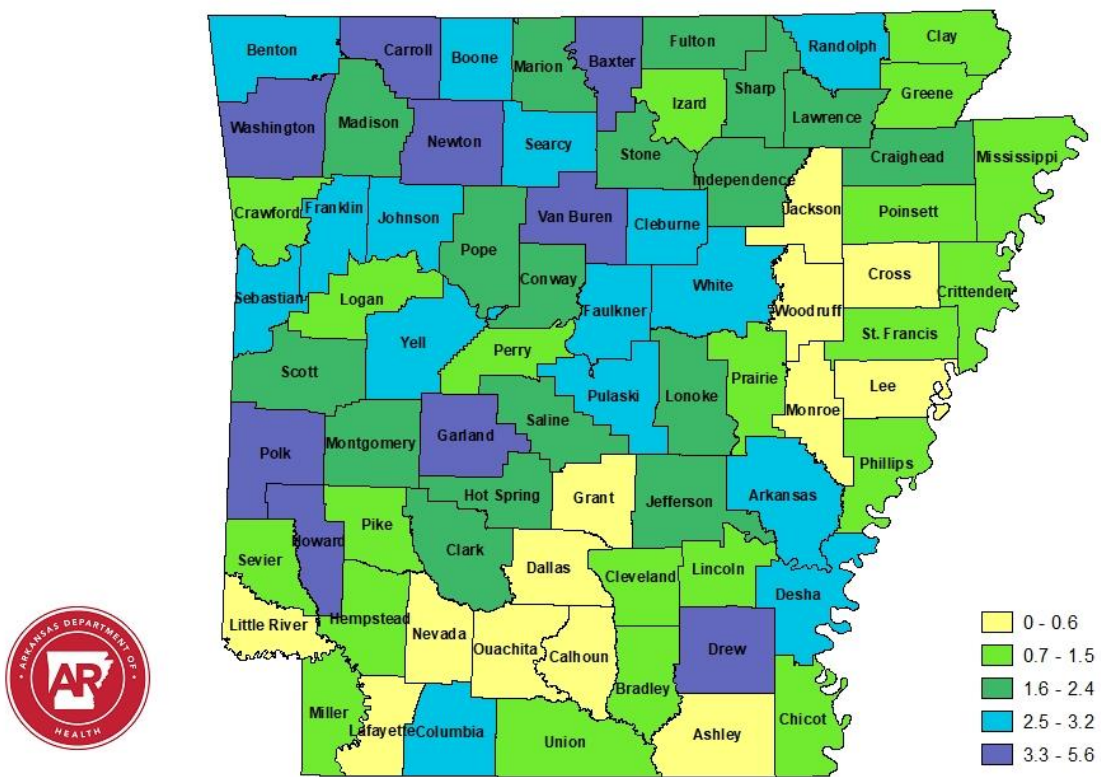 Benton
Carroll
Boone
Marion
Baxter
Fulton
Randolph
Clay
Izard
Sharp
Greene
Washington
Madison
Newton
Searcy
Stone
Lawrence
Independence
Craighead
Mississippi
Crawford
Franklin
Johnson
Pope
Van Buren
Cleburne
Jackson
Poinsett
Sebastian
Logan
Conway
Faulkner
White
Woodruff
Cross
Crittenden
Yell
Perry
St. Francis
Scott
Pulaski
Lonoke
Prairie
Monroe
Lee
Montgomery
Garland
Saline
Phillips
Polk
Hot Spring
Grant
Jefferson
Arkansas
Howard
Pike
Clark
Sevier
Dallas
Cleveland
Lincoln
Desha
Little River
Hempstead
Nevada
Ouachita
Calhoun
Drew
Bradley
Miller
Lafayette
Columbia
Union
Ashley
Chicot
ARKANSAS DEPARTMENT OF
AR
HEALTH
0 - 0.6
0.7 - 1.5
1.6 - 2.4
2.5 - 3.2
3.3 - 5.6